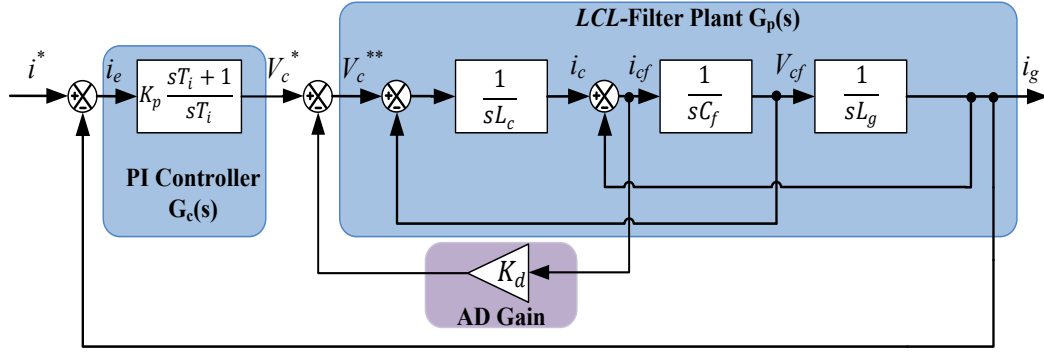 LCL-Filter Plant Gp(s)
i*
ie
Kp (sTi + 1)/(sTi)
Vc*
Vc**
1/(sLc)
ic
icf
1/(sCf)
Vcf
1/(sLg)
ig
PI Controller
Gc(s)
Kd
AD Gain